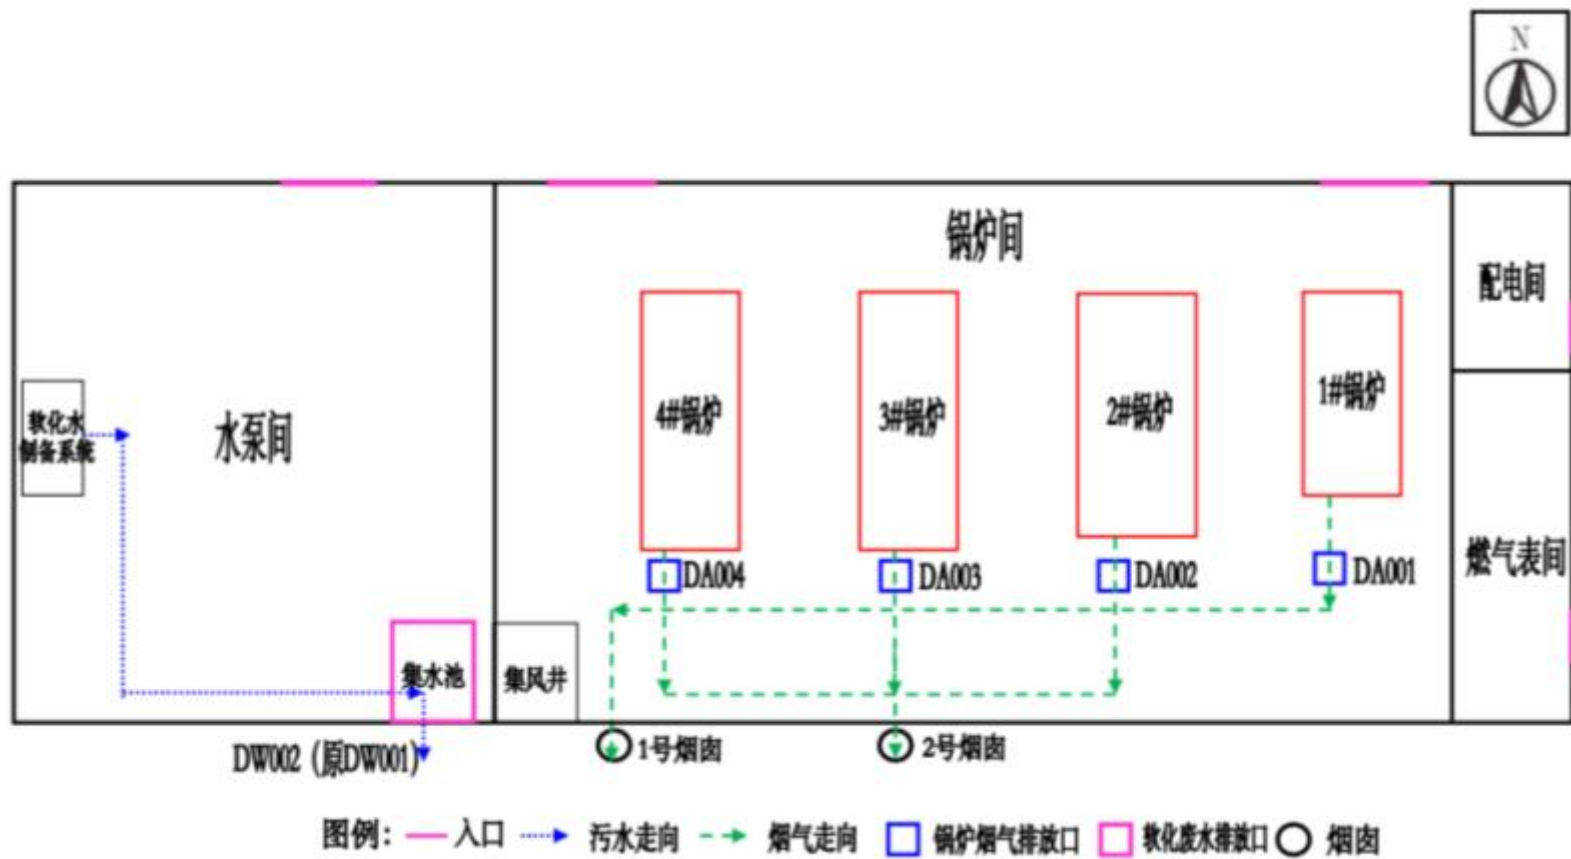 N
锅炉间
配电间
1#锅炉
2#锅炉
3#锅炉
4#锅炉
软化水
制备系统
水泵间
燃气表间
DA004
DA003
DA002
DA001
集水池
集风井
DW002 (原DW001)
1号烟囱
2号烟囱
图例: 入口 污水走向 烟气走向 锅炉烟气排放口 软化废水排放口 烟囱